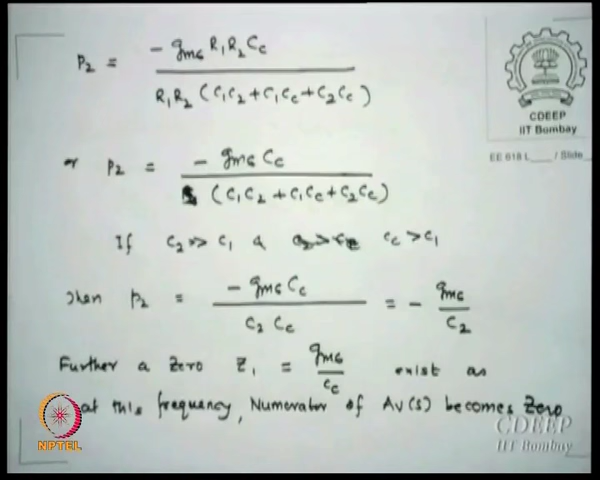 p₂ = -gm6 R₁R₂Cc / R₁R₂ (C₁C₂ + C₁Cc + C₂Cc)
or p₂ = -gm6 Cc / (C₁C₂ + C₁Cc + C₂Cc)
If C₂ >> C₁ & Cc > C₁
Then p₂ = -gm6 Cc / C₂ Cc = - gm6 / C₂
Further a Zero Z₁ = gm6 / Cc exist as
at this frequency, Numerator of Av(s) becomes Zero
CDEEP
IIT Bombay
EE 618 L____ / Slide
NPTEL
CDEEP
IIT Bombay